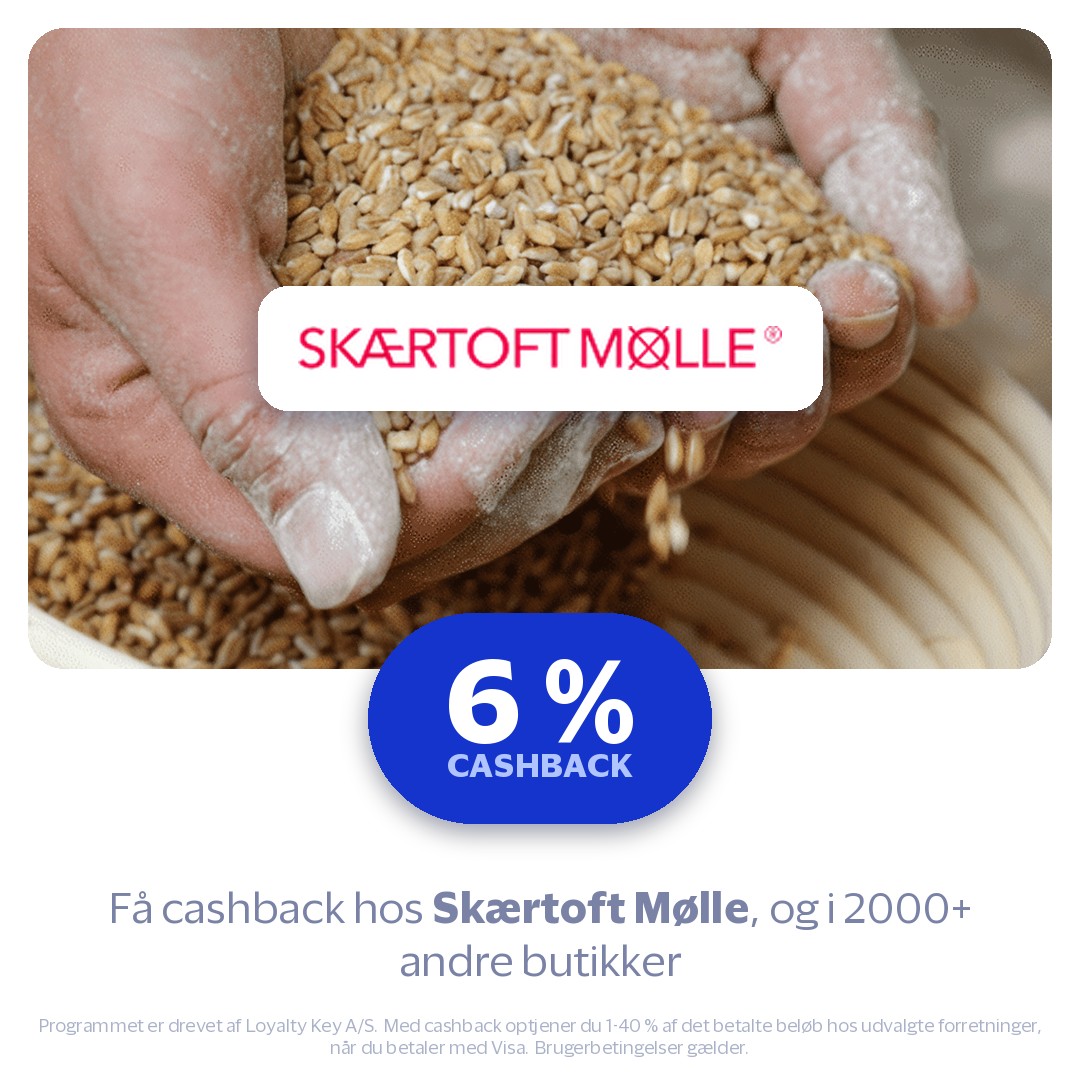 SKÆRTOFT MØLLE
6 %
CASHBACK
Få cashback hos Skærtoft Mølle, og i 2000+
andre butikker
Programmet er drevet af Loyalty Key A/S. Med cashback optjener du 1-40 % af det betalte beløb hos udvalgte forretninger,
når du betaler med Visa. Brugerbetingelser gælder.